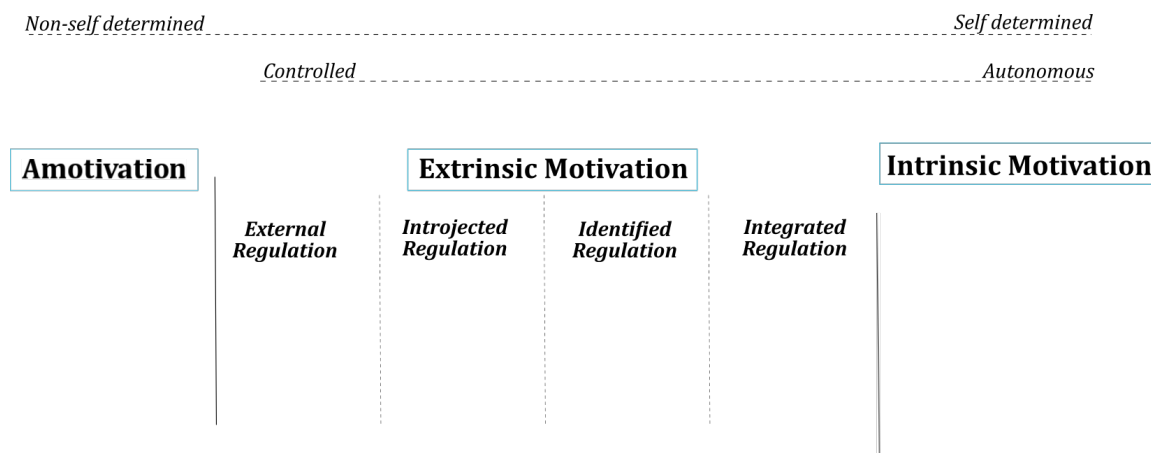 Non-self determined Self determined
Controlled Autonomous
Amotivation Extrinsic Motivation Intrinsic Motivation
External Regulation
Introjected Regulation
Identified Regulation
Integrated Regulation